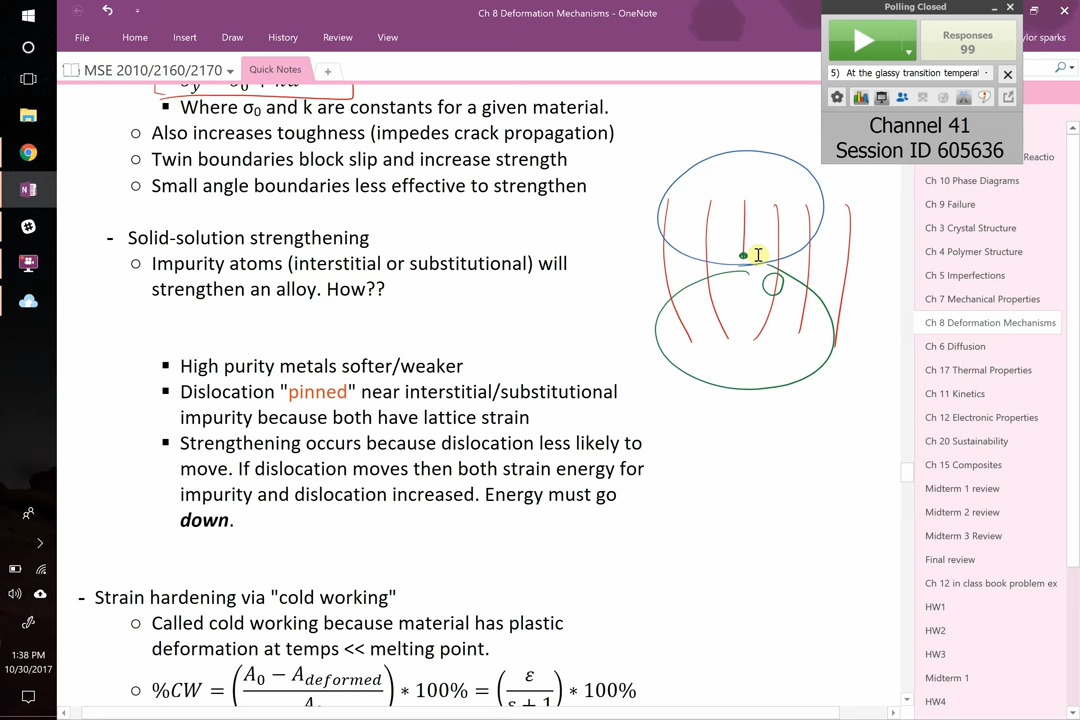 Ch 8 Deformation Mechanisms - OneNote
Polling Closed
Responses
99
5) At the glassy transition temperat
Channel 41
Session ID 605636
File Home Insert Draw History Review View
MSE 2010/2160/2170 Quick Notes
▪ Where σ0 and k are constants for a given material.
○ Also increases toughness (impedes crack propagation)
○ Twin boundaries block slip and increase strength
○ Small angle boundaries less effective to strengthen
- Solid-solution strengthening
○ Impurity atoms (interstitial or substitutional) will
strengthen an alloy. How??
▪ High purity metals softer/weaker
▪ Dislocation "pinned" near interstitial/substitutional
impurity because both have lattice strain
▪ Strengthening occurs because dislocation less likely to
move. If dislocation moves then both strain energy for
impurity and dislocation increased. Energy must go
down.
- Strain hardening via "cold working"
○ Called cold working because material has plastic
deformation at temps << melting point.
○ %CW = (A0 − Adeformed / A0) * 100% = (ε / ε + 1) * 100%
Reactio
Ch 10 Phase Diagrams
Ch 9 Failure
Ch 3 Crystal Structure
Ch 4 Polymer Structure
Ch 5 Imperfections
Ch 7 Mechanical Properties
Ch 8 Deformation Mechanisms
Ch 6 Diffusion
Ch 17 Thermal Properties
Ch 11 Kinetics
Ch 12 Electronic Properties
Ch 20 Sustainability
Ch 15 Composites
Midterm 1 review
Midterm 2 review
Midterm 3 Review
Final review
Ch 12 in class book problem ex
HW1
HW2
HW3
Midterm 1
HW4
1:38 PM
10/30/2017